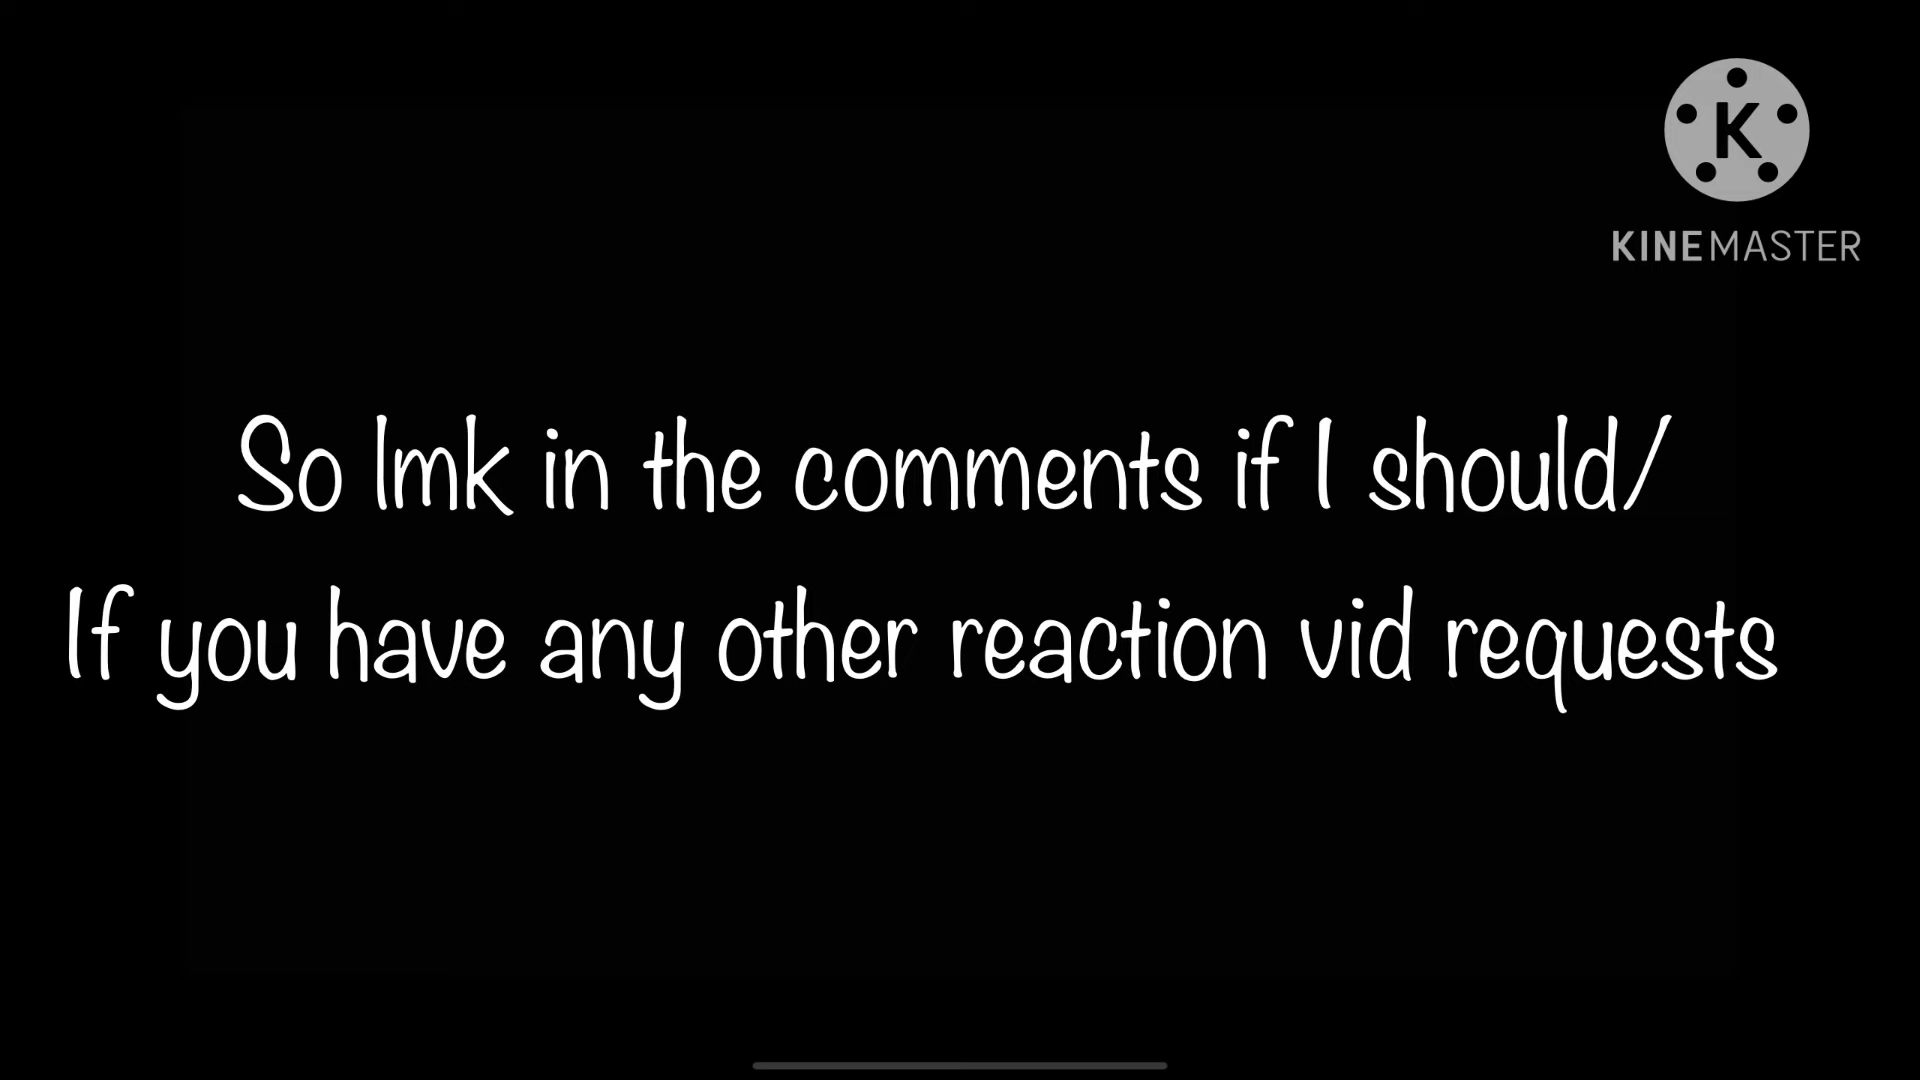 K
KINEMASTER
So lmk in the comments if I should/
If you have any other reaction vid requests